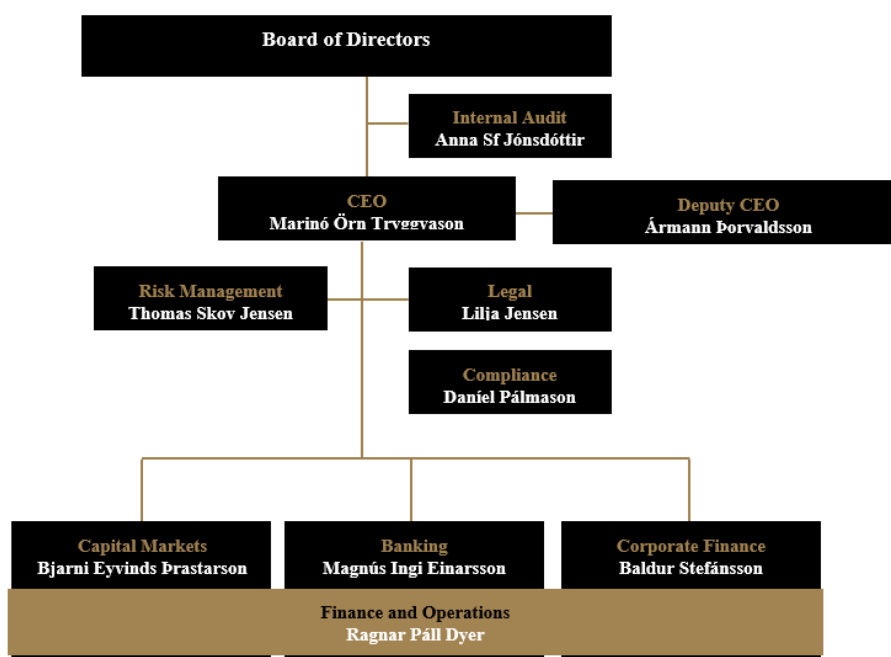 Board of Directors
Internal Audit
Anna Sf Jónsdóttir
CEO
Marinó Örn Tryggvason
Deputy CEO
Ármann Þorvaldsson
Risk Management
Thomas Skov Jensen
Legal
Lilja Jensen
Compliance
Daníel Pálmason
Capital Markets
Bjarni Eyvinds Þrastarson
Banking
Magnús Ingi Einarsson
Corporate Finance
Baldur Stefánsson
Finance and Operations
Ragnar Páll Dyer